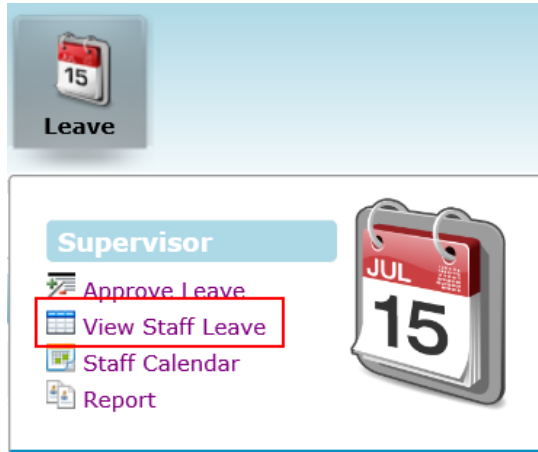 15
Leave
Supervisor
Approve Leave
View Staff Leave
Staff Calendar
Report
JUL
15